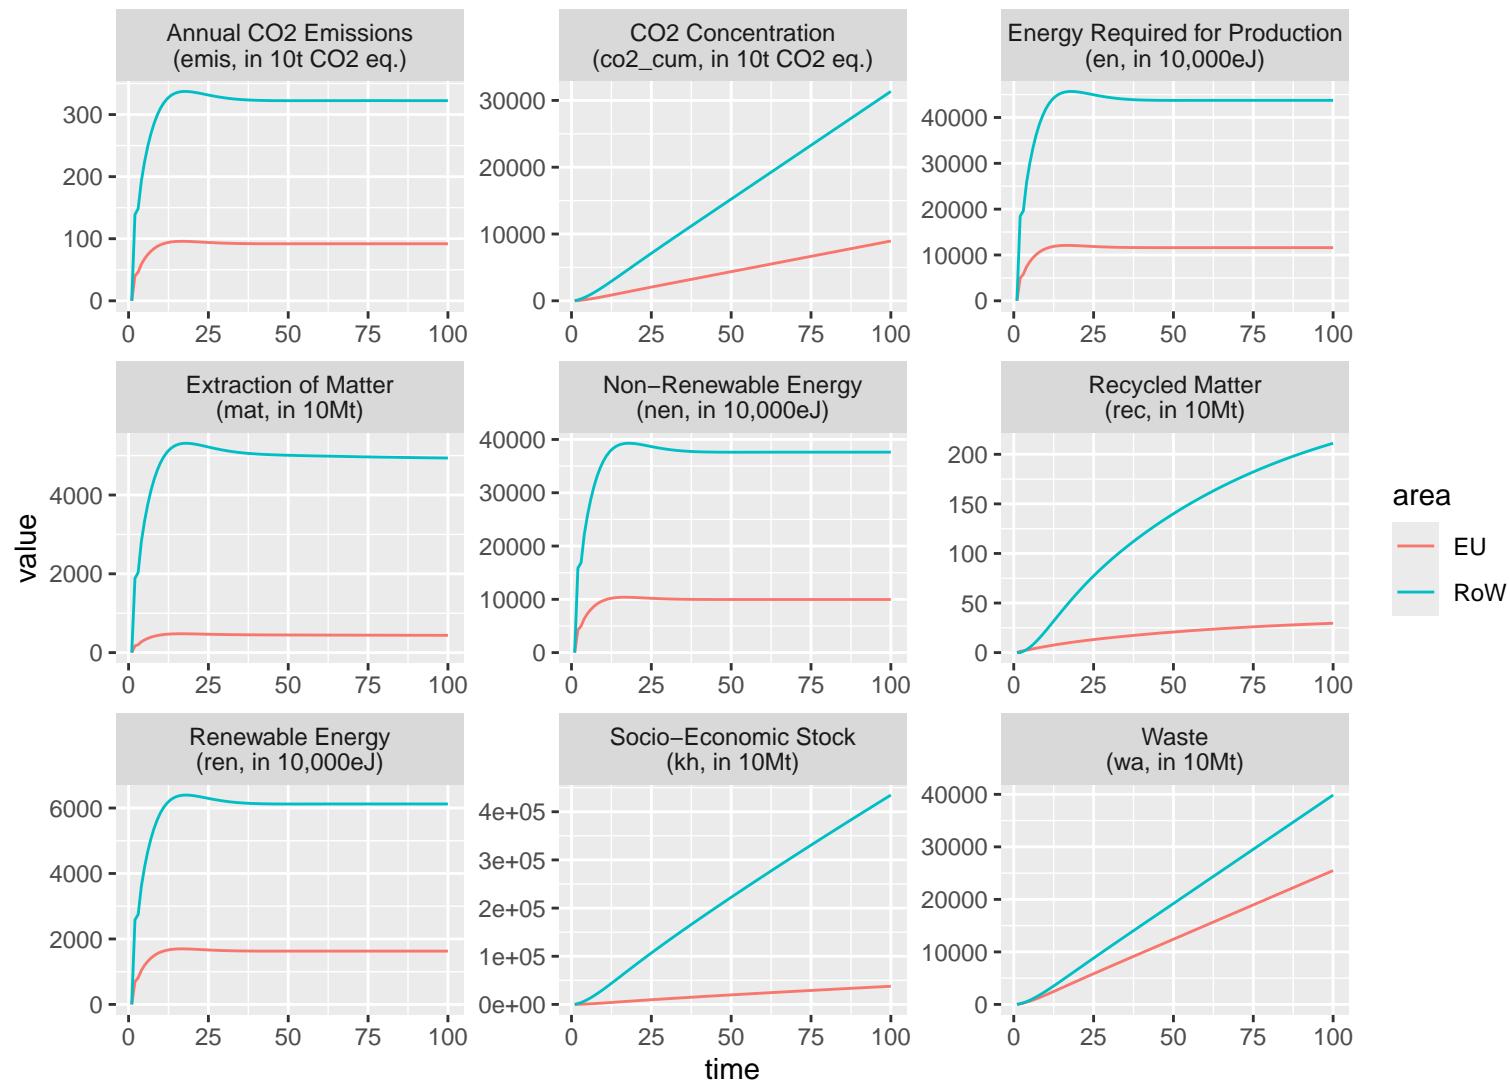 Annual CO2 Emissions
(emis, in 10t CO2 eq.)
CO2 Concentration
(co2_cum, in 10t CO2 eq.)
Energy Required for Production
(en, in 10,000eJ)
300
200
100
0
0 25 50 75 100
30000
20000
10000
0
0 25 50 75 100
40000
30000
20000
10000
0
0 25 50 75 100
Extraction of Matter
(mat, in 10Mt)
Non−Renewable Energy
(nen, in 10,000eJ)
Recycled Matter
(rec, in 10Mt)
4000
2000
0
0 25 50 75 100
40000
30000
20000
10000
0
0 25 50 75 100
200
150
100
50
0
0 25 50 75 100
Renewable Energy
(ren, in 10,000eJ)
Socio−Economic Stock
(kh, in 10Mt)
Waste
(wa, in 10Mt)
6000
4000
2000
0
0 25 50 75 100
4e+05
3e+05
2e+05
1e+05
0e+00
0 25 50 75 100
40000
30000
20000
10000
0
0 25 50 75 100
value
time
area
EU
RoW